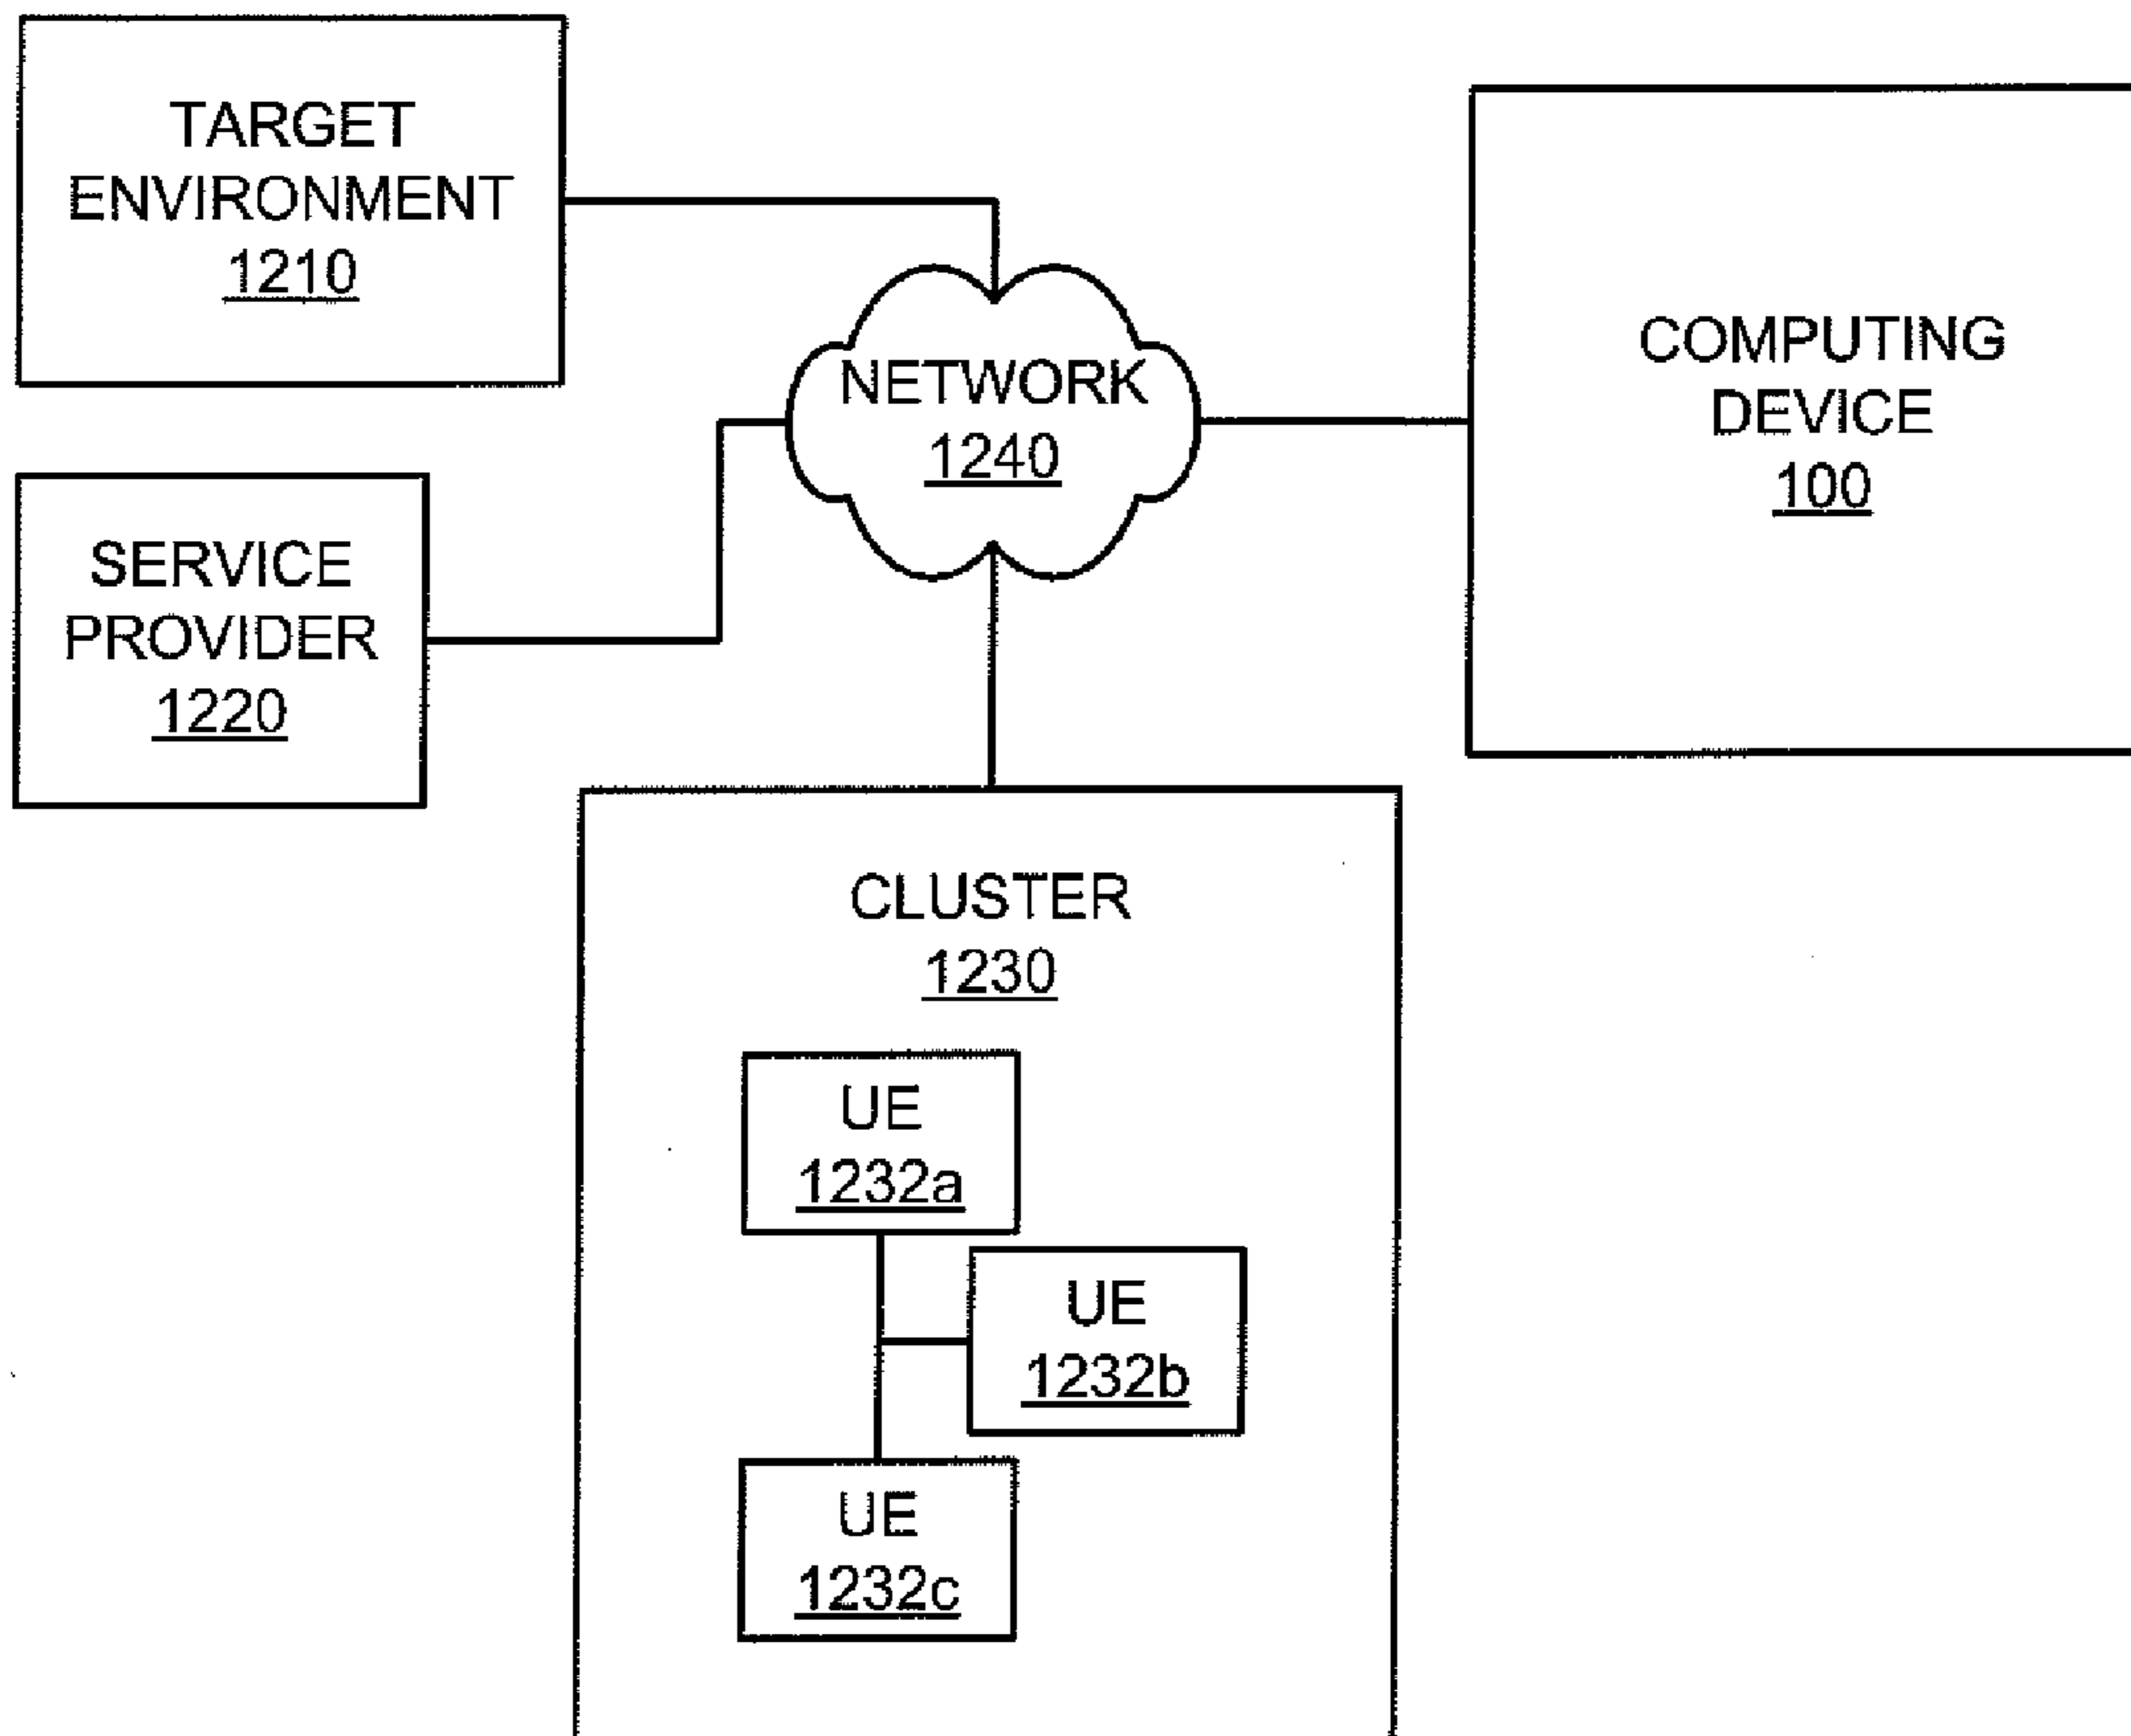 TARGET
ENVIRONMENT
1210
NETWORK
1240
COMPUTING
DEVICE
100
SERVICE
PROVIDER
1220
CLUSTER
1230
UE
1232a
UE
1232b
UE
1232c